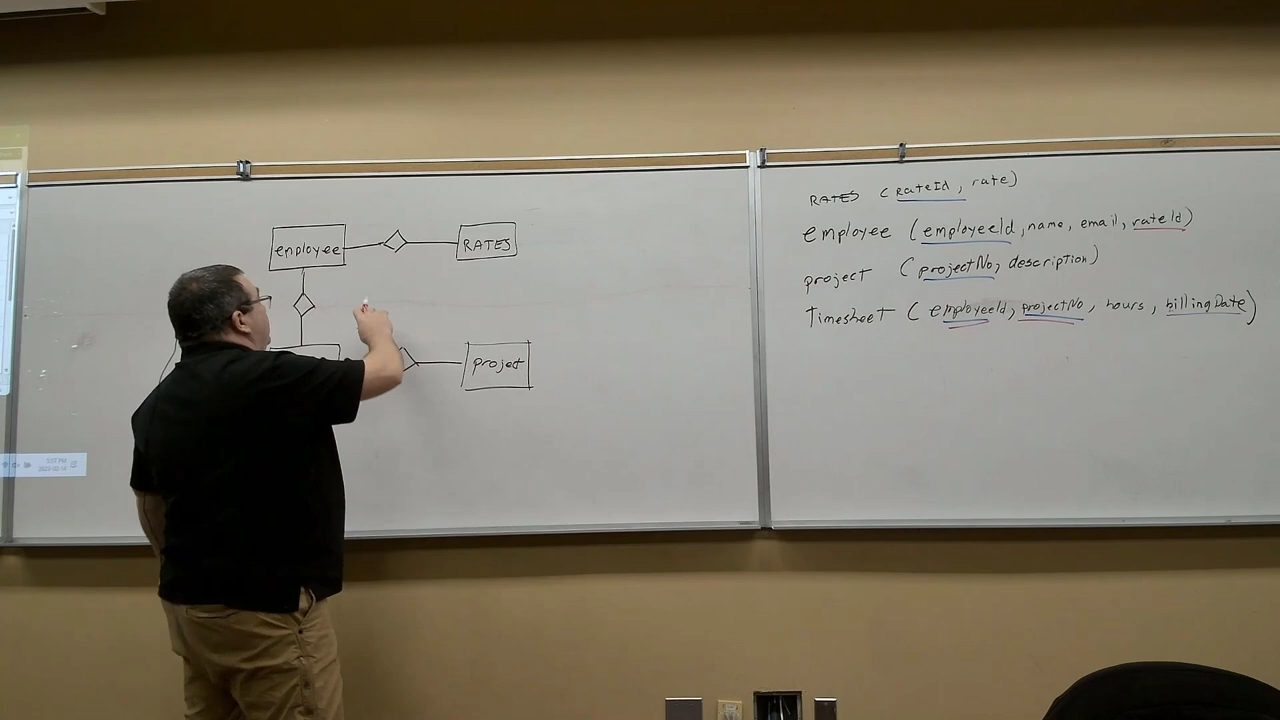 employee
RATES
project
RATES (rateId, rate)
employee (employeeId, name, email, rateId)
project (projectNo, description)
Timesheet (employeeId, projectNo, hours, billingDate)